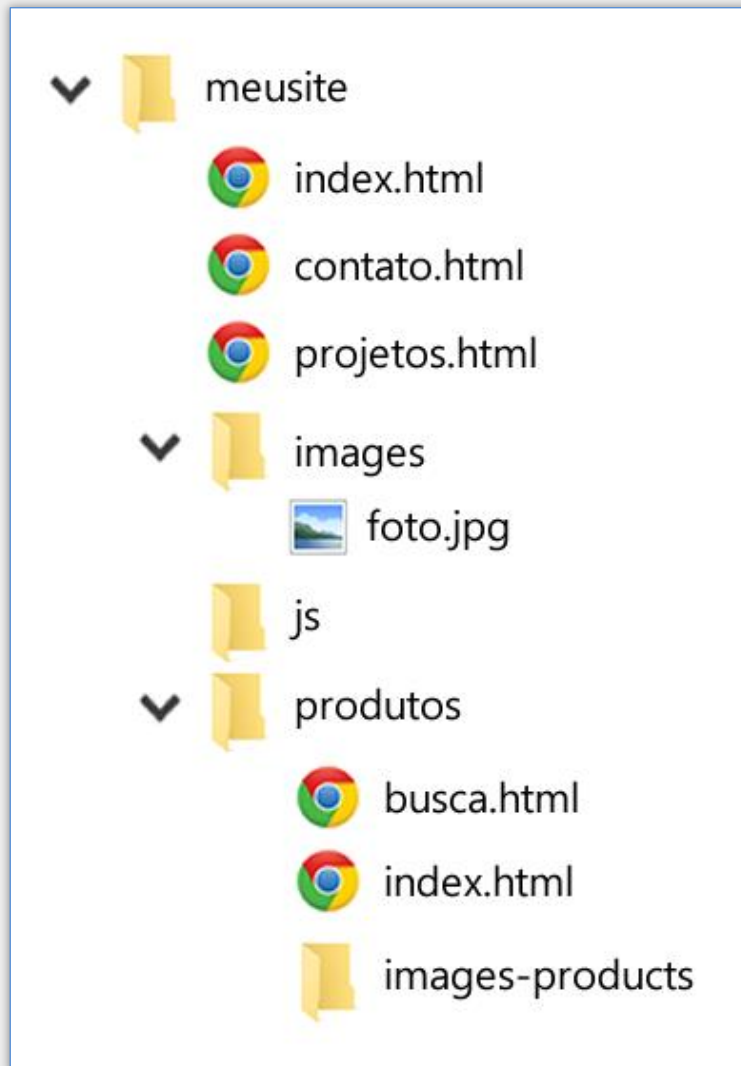 meusite
index.html
contato.html
projetos.html
images
foto.jpg
js
produtos
busca.html
index.html
images-products